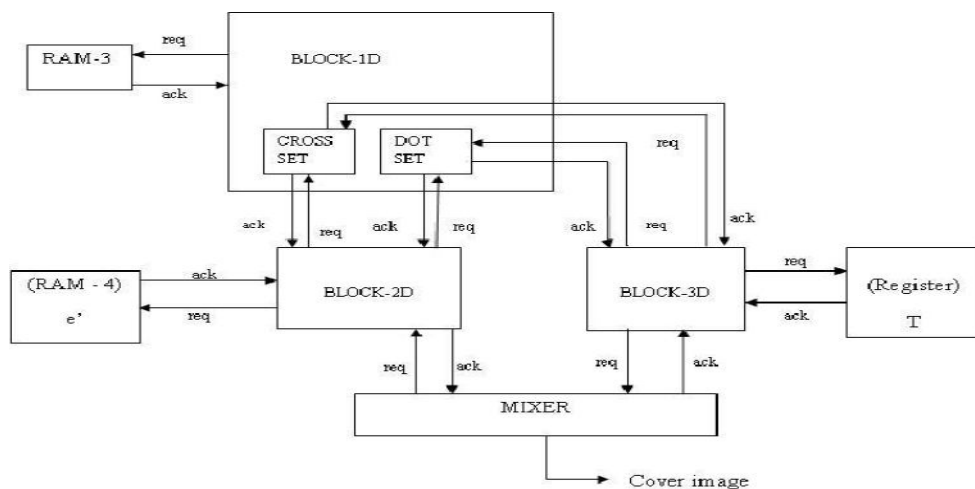 req
RAM-3
BLOCK-1D
ack
CROSS
SET
DOT
SET
req
ack
req
ack
req
ack
req
ack
(RAM - 4)
e'
ack
req
BLOCK-2D
BLOCK-3D
req
ack
(Register)
T
req
ack
req
ack
MIXER
Cover image